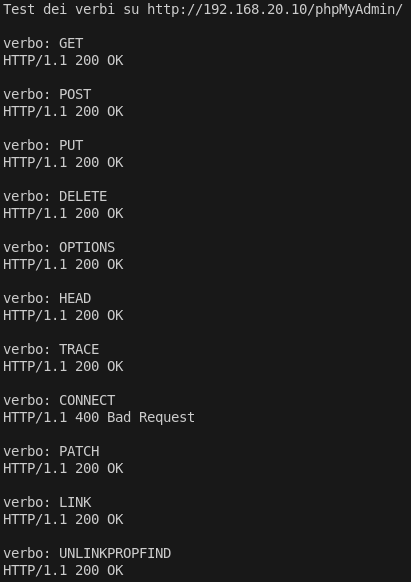 Test dei verbi su http://192.168.20.10/phpMyAdmin/
verbo: GET
HTTP/1.1 200 OK
verbo: POST
HTTP/1.1 200 OK
verbo: PUT
HTTP/1.1 200 OK
verbo: DELETE
HTTP/1.1 200 OK
verbo: OPTIONS
HTTP/1.1 200 OK
verbo: HEAD
HTTP/1.1 200 OK
verbo: TRACE
HTTP/1.1 200 OK
verbo: CONNECT
HTTP/1.1 400 Bad Request
verbo: PATCH
HTTP/1.1 200 OK
verbo: LINK
HTTP/1.1 200 OK
verbo: UNLINKPROPFIND
HTTP/1.1 200 OK